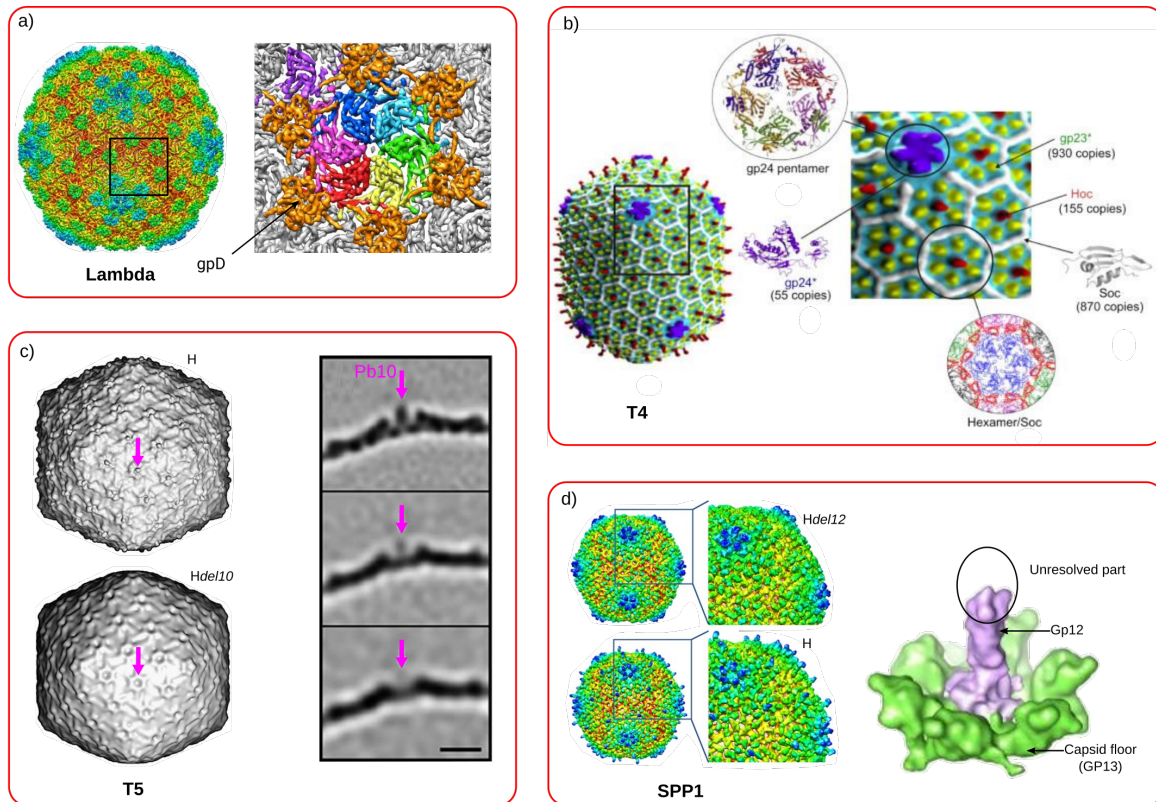 a)
gpD
Lambda
b)
gp24 pentamer
gp23*
(930 copies)
Hoc
(155 copies)
gp24*
(55 copies)
Soc
(870 copies)
T4
Hexamer/Soc
c)
H
Pb10
Hdel10
T5
d)
Hdel12
Unresolved part
Gp12
H
Capsid floor
(GP13)
SPP1